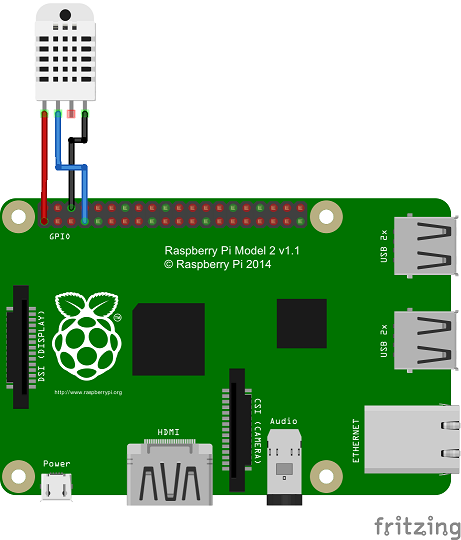 GPIO
Raspberry Pi Model 2 v1.1
© Raspberry Pi 2014
USB 2x
DSI (DISPLAY)
TM
USB 2x
http://www.raspberrypi.org
CSI (CAMERA)
Audio
HDMI
ETHERNET
Power
fritzing